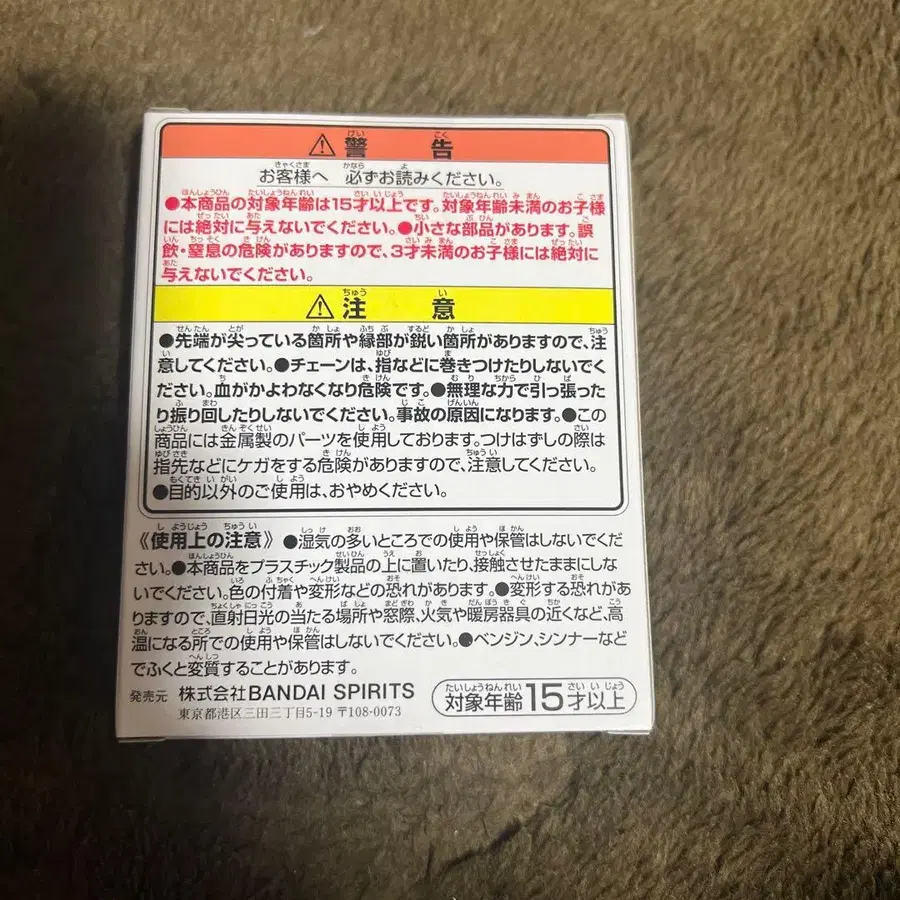 ⚠警告
お客様へ 必ずお読みください。
●本商品の対象年齢は15才以上です。対象年齢未満のお子様
には絶対に与えないでください。●小さな部品があります。誤
飲・窒息の危険がありますので、3才未満のお子様には絶対に
与えないでください。
⚠注意
●先端が尖っている箇所や縁部が鋭い箇所がありますので、注
意してください。●チェーンは、指などに巻きつけたりしないでく
ださい。血がかよわなくなり危険です。●無理な力で引っ張った
り振り回したりしないでください。事故の原因になります。●この
商品には金属製のパーツを使用しております。つけはずしの際は
指先などにケガをする危険がありますので、注意してください。
●目的以外のご使用は、おやめください。
《使用上の注意》●湿気の多いところでの使用や保管はしないでくだ
さい。●本商品をプラスチック製品の上に置いたり、接触させたままにしな
いでください。色の付着や変形などの恐れがあります。●変形する恐れがあ
りますので、直射日光の当たる場所や窓際、火気や暖房器具の近くなど、高
温になる所での使用や保管はしないでください。●ベンジン、シンナーなど
でふくと変質することがあります。
発売元 株式会社BANDAI SPIRITS
東京都港区三田三丁目5-19 〒108-0073
対象年齢15才以上